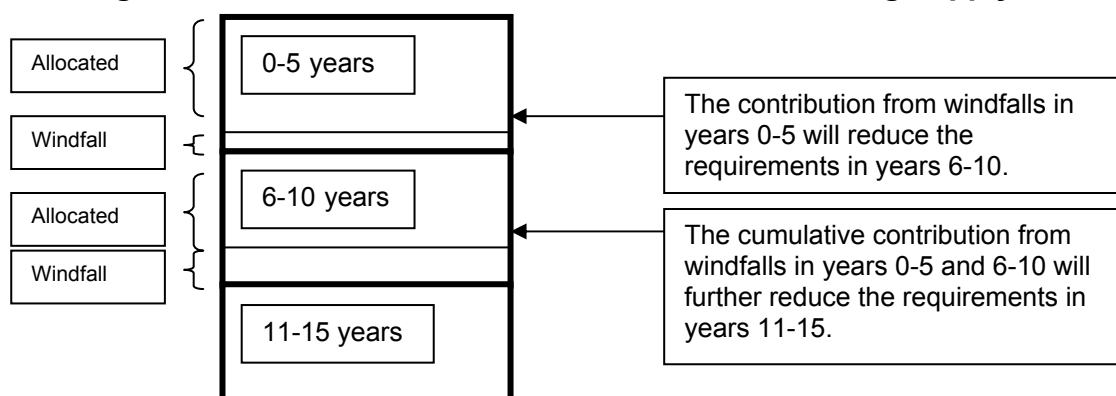 Allocated
0-5 years
Windfall
The contribution from windfalls in
years 0-5 will reduce the
requirements in years 6-10.
Allocated
6-10 years
Windfall
The cumulative contribution from
windfalls in years 0-5 and 6-10 will
further reduce the requirements in
years 11-15.
11-15 years